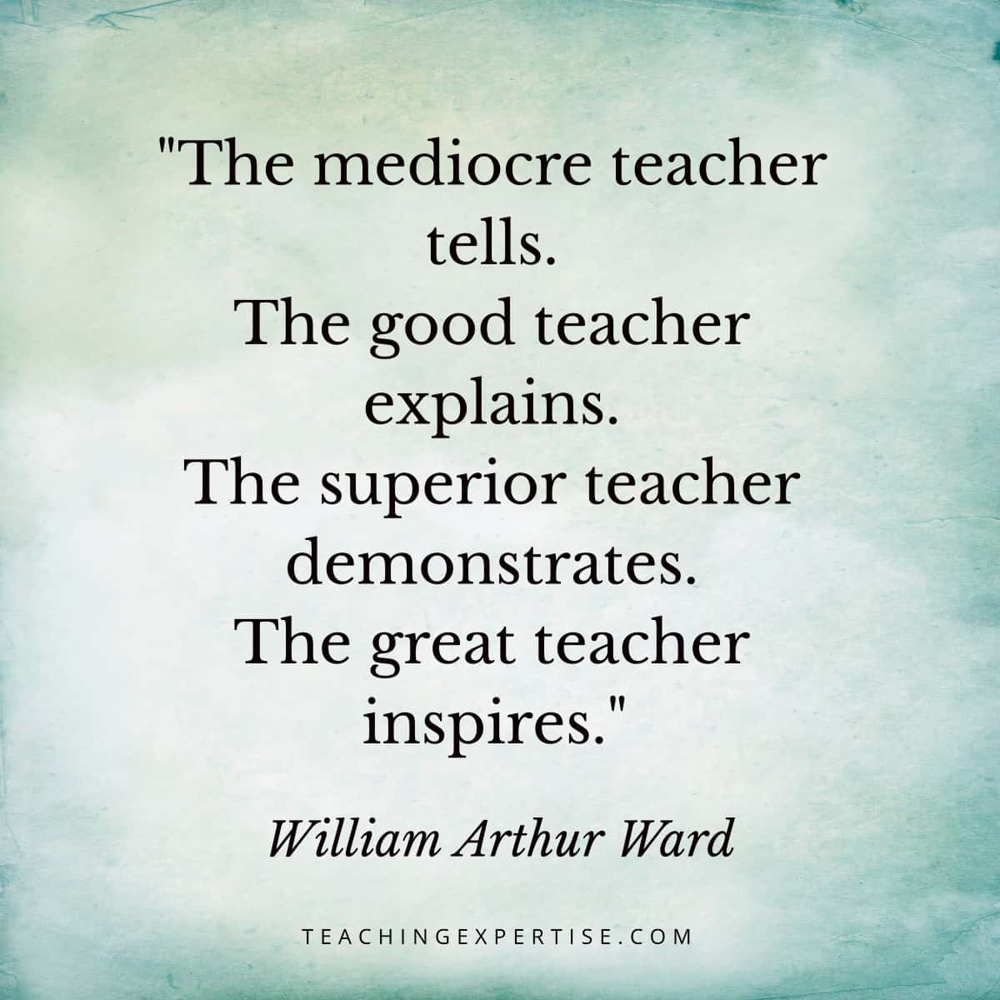 "The mediocre teacher
tells.
The good teacher
explains.
The superior teacher
demonstrates.
The great teacher
inspires."
William Arthur Ward
TEACHINGEXPERTISE.COM